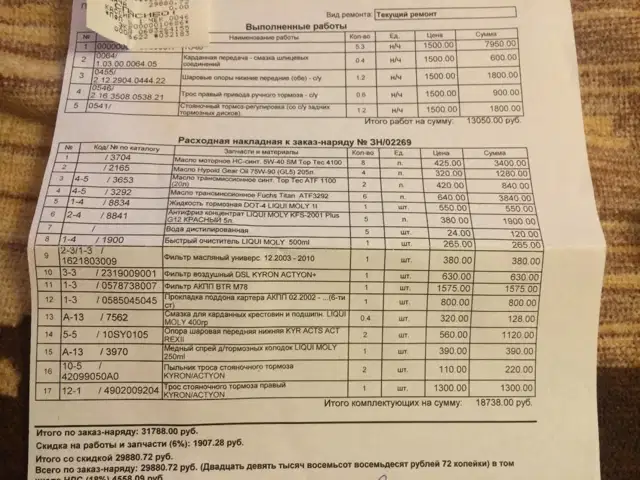 Вид ремонта: Текущий ремонт
Выполненные работы
№ Наименование работы Кол-во Ед. Цена Сумма
1 5.3 н/ч 1500.00 7950.00
2 0064/ 1.03.00.0064.05 Карданная передача - смазка шлицевых соединений 0.4 н/ч 1500.00 600.00
3 0455/ 2.12.2904.0444.22 Шаровые опоры нижние передние (обе) - с/у 1.2 н/ч 1500.00 1800.00
4 0546/ 2.16.3508.0538.21 Трос правый привода ручного тормоза - с/у 0.6 н/ч 1500.00 900.00
5 0541/ Стояночный тормоз-регулировка (со с/у задних тормозных дисков) 1.2 н/ч 1500.00 1800.00
Итого работ на сумму: 13050.00 руб.
Расходная накладная к заказ-наряду № ЗН/02269
№ Код/ № по каталогу Запчасти и материалы Кол-во Ед. Цена Сумма
1 / 3704 Масло моторное НС-синт. 5W-40 SM Top Tec 4100 8 л. 425.00 3400.00
2 / 2165 Масло Hypoid Gear Oil 75W-90 (GL5) 205л. 4 л. 320.00 1280.00
3 4-5 / 3653 Масло трансмиссионное синт. Top Tec ATF 1100 (20л) 2 л. 420.00 840.00
4 4-5 / 3292 Масло трансмиссионное Fuchs Titan ATF3292 6 л. 640.00 3840.00
5 1-4 / 8834 Жидкость тормозная DOT-4 LIQUI MOLY 1l 1 шт. 550.00 550.00
6 2-4 / 8841 Антифриз концентрат LIQUI MOLY KFS-2001 Plus G12 КРАСНЫЙ 5л. 5 л. 380.00 1900.00
7 / Вода дистилированная 5 шт. 24.00 120.00
8 1-4 / 1900 Быстрый очиститель LIQUI MOLY 500ml 1 шт. 265.00 265.00
9 2-3/1-3 / 1621803009 Фильтр масляный универс. 12.2003 - 2010 1 шт. 380.00 380.00
10 3-3 / 2319009001 Фильтр воздушный DSL KYRON ACTYON+ 1 шт. 630.00 630.00
11 1-3 / 0578738007 Фильтр АКПП BTR M78 1 шт. 1575.00 1575.00
12 1-3 / 0585045045 Прокладка поддона картера АКПП 02.2002 - ...(6-ти ст) 1 шт. 800.00 800.00
13 А-13 / 7562 Смазка для карданных крестовин и подшипн. LIQUI MOLY 400гр 0.4 шт. 320.00 128.00
14 5-5 / 10SY0105 Опора шаровая передняя нижняя KYR ACTS ACT REXII 2 шт. 560.00 1120.00
15 А-13 / 3970 Медный спрей д/тормозных колодок LIQUI MOLY 250ml 1 шт. 390.00 390.00
16 10-5 / 42099050A0 Пыльник троса стояночного тормоза KYRON/ACTYON 2 шт. 110.00 220.00
17 12-1 / 4902009204 Трос стояночного тормоза правый KYRON/ACTYON 1 шт. 1300.00 1300.00
Итого комплектующих на сумму: 18738.00 руб.
Итого по заказ-наряду: 31788.00 руб.
Скидка на работы и запчасти (6%): 1907.28 руб.
Итого со скидкой 29880.72 руб.
Всего по заказ-наряду: 29880.72 руб. (Двадцать девять тысяч восемьсот восемьдесят рублей 72 копейки) в том
числе НДС (18%) 4558.09 руб.